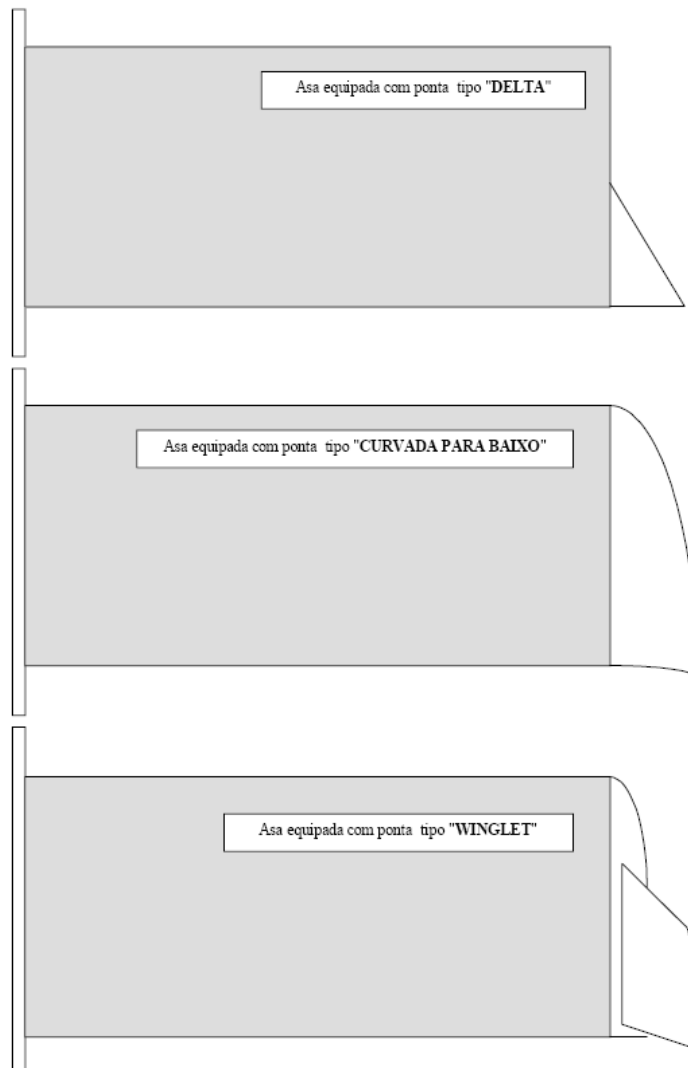 Asa equipada com ponta tipo "DELTA"
Asa equipada com ponta tipo "CURVADA PARA BAIXO"
Asa equipada com ponta tipo "WINGLET"